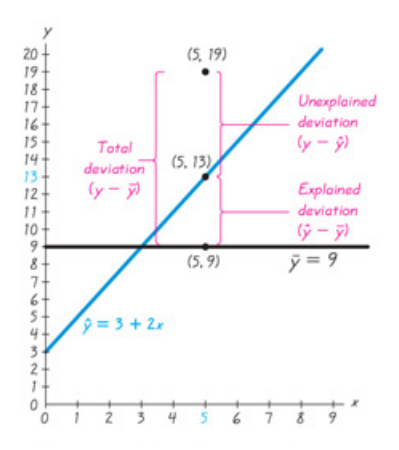 y
20
(5, 19)
19
18
17
Unexplained
deviation
(y − ŷ)
16
15
Total
deviation
(y − ȳ)
14
(5, 13)
13
12
Explained
deviation
(ŷ − ȳ)
11
10
9
(5, 9)
ȳ = 9
8
7
6
5
ŷ = 3 + 2x
4
3
2
1
0
x
0 1 2 3 4 5 6 7 8 9